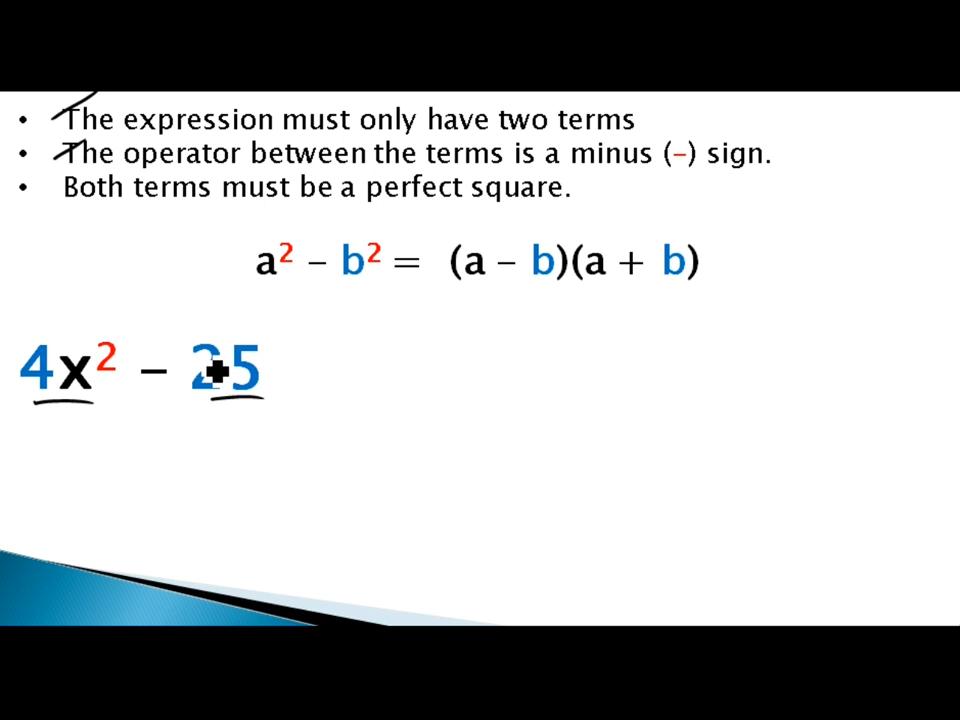 • The expression must only have two terms
• The operator between the terms is a minus (-) sign.
• Both terms must be a perfect square.
a² – b² = (a – b)(a + b)
4x² – 25